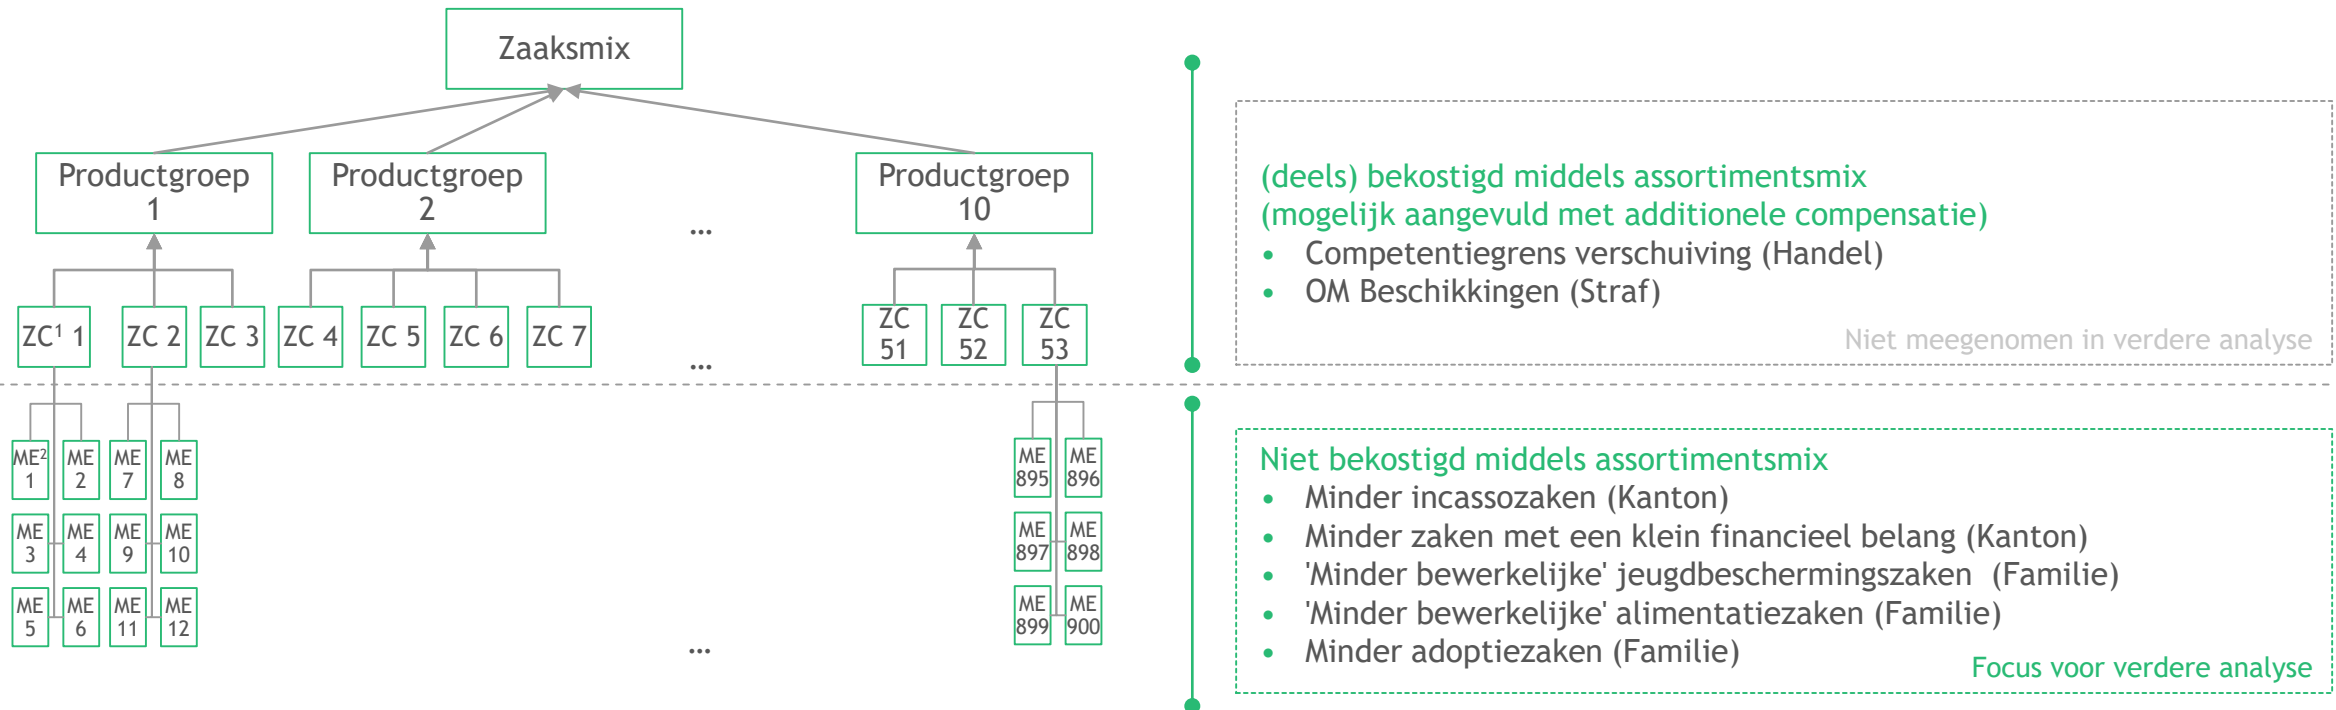 Zaaksmix
Productgroep
1
Productgroep
2
...
Productgroep
10
ZC¹ 1
ZC 2
ZC 3
ZC 4
ZC 5
ZC 6
ZC 7
...
ZC
51
ZC
52
ZC
53
ME²
1
ME
2
ME
7
ME
8
ME
895
ME
896
ME
3
ME
4
ME
9
ME
10
ME
897
ME
898
ME
5
ME
6
ME
11
ME
12
...
ME
899
ME
900
(deels) bekostigd middels assortimentsmix
(mogelijk aangevuld met additionele compensatie)
• Competentiegrens verschuiving (Handel)
• OM Beschikkingen (Straf)
Niet meegenomen in verdere analyse
Niet bekostigd middels assortimentsmix
• Minder incassozaken (Kanton)
• Minder zaken met een klein financieel belang (Kanton)
• 'Minder bewerkelijke' jeugdbeschermingszaken (Familie)
• 'Minder bewerkelijke' alimentatiezaken (Familie)
• Minder adoptiezaken (Familie)
Focus voor verdere analyse